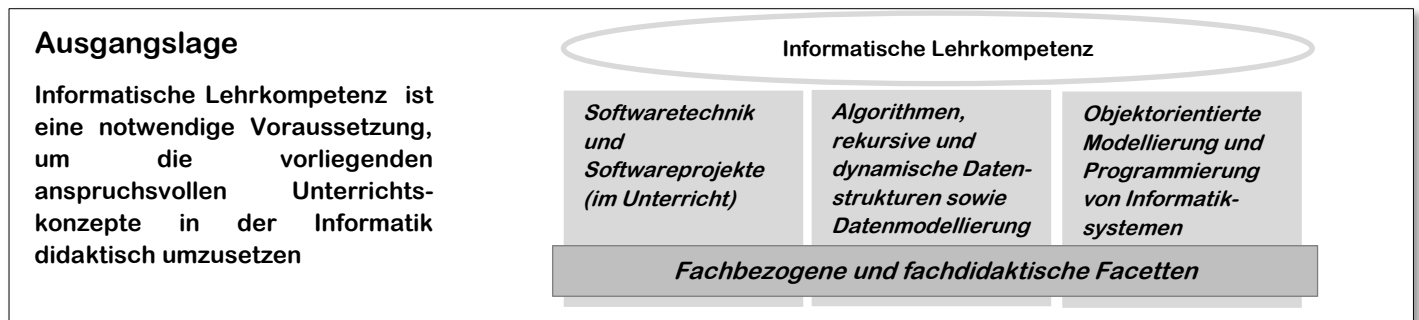 Ausgangslage
Informatische Lehrkompetenz ist
eine notwendige Voraussetzung,
um die vorliegenden
anspruchsvollen Unterrichts-
konzepte in der Informatik
didaktisch umzusetzen
Informatische Lehrkompetenz
Softwaretechnik
und
Softwareprojekte
(im Unterricht)
Algorithmen,
rekursive und
dynamische Daten-
strukturen sowie
Datenmodellierung
Objektorientierte
Modellierung und
Programmierung
von Informatik-
systemen
Fachbezogene und fachdidaktische Facetten